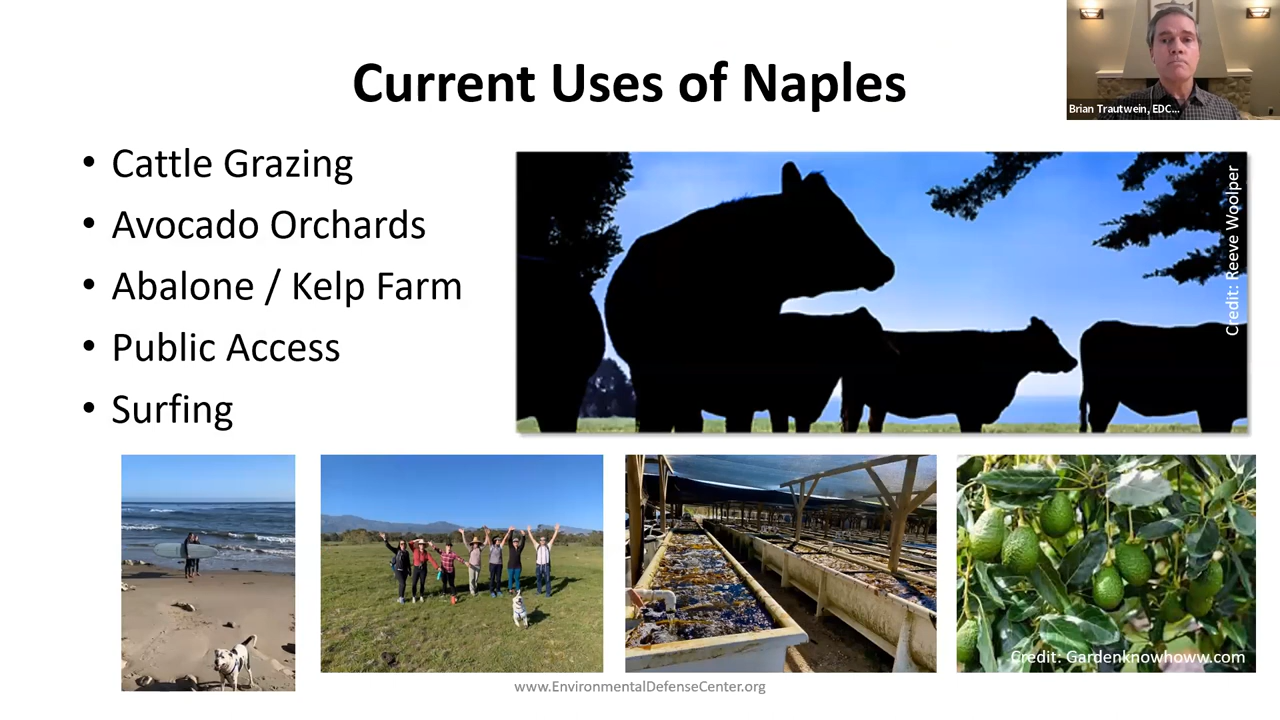 Current Uses of Naples
Brian Trautwein, EDC...
• Cattle Grazing
• Avocado Orchards
• Abalone / Kelp Farm
• Public Access
• Surfing
Credit: Reeve Woolper
Credit: Gardenknowhoww.com
www.EnvironmentalDefenseCenter.org